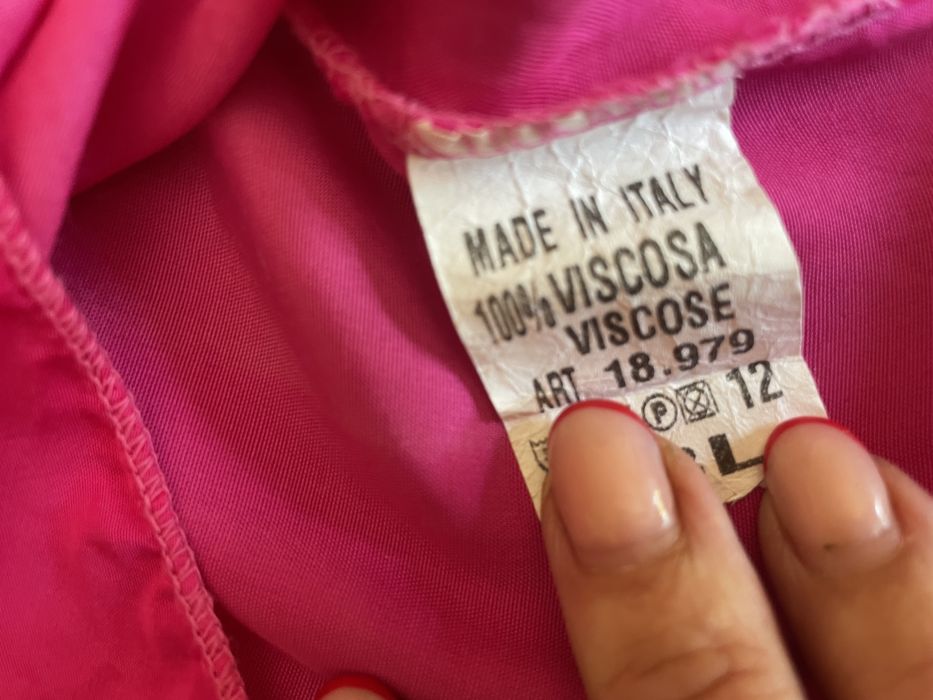 MADE IN ITALY
100% VISCOSA
VISCOSE
ART 18.979
P 12
L